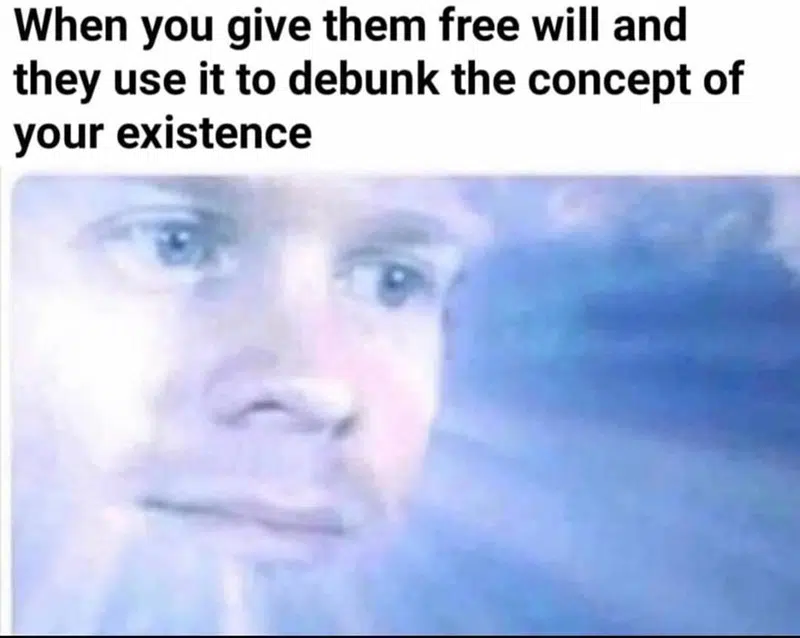 When you give them free will and
they use it to debunk the concept of
your existence